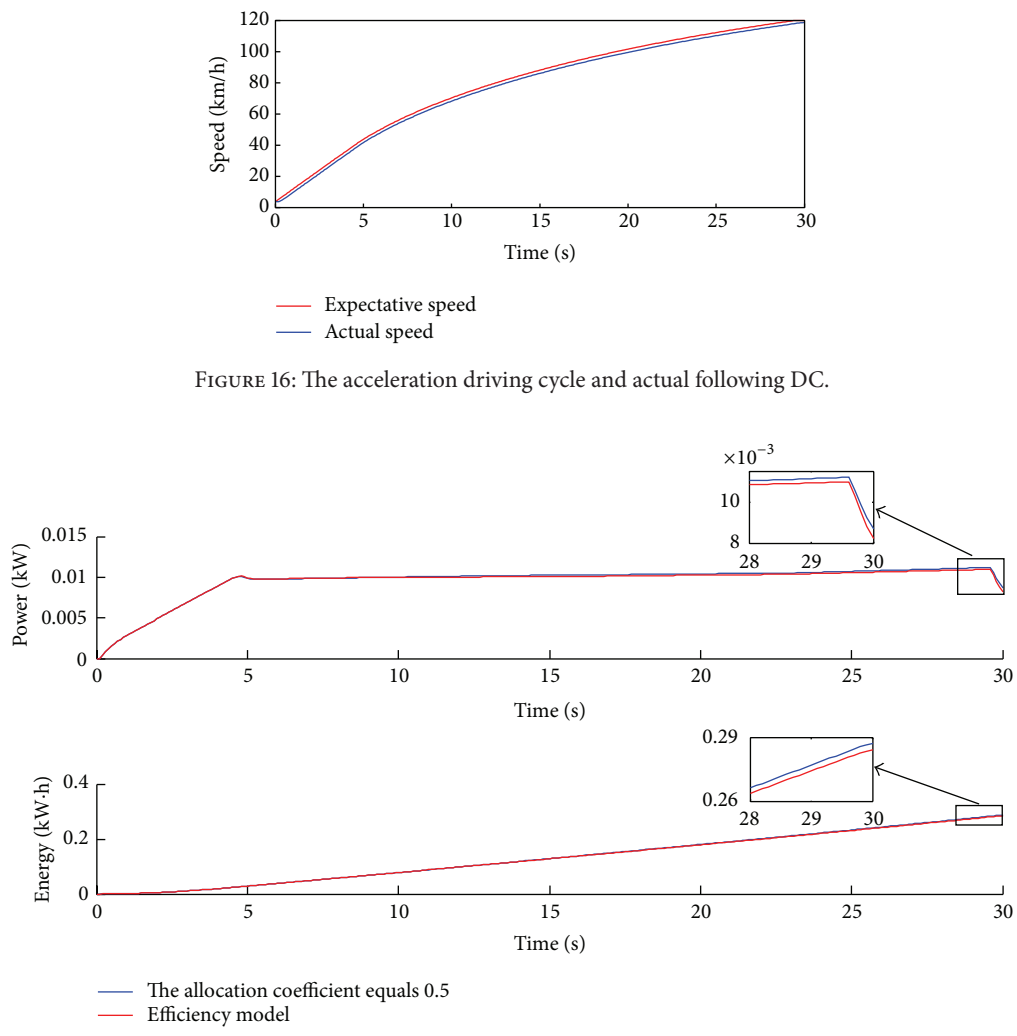 120
100
80
60
40
20
0
Speed (km/h)
0 5 10 15 20 25 30
Time (s)
Expectative speed
Actual speed
FIGURE 16: The acceleration driving cycle and actual following DC.
×10⁻³
10
8
28 29 30
0.015
0.01
0.005
0
Power (kW)
0 5 10 15 20 25 30
Time (s)
0.29
0.26
28 29 30
0.4
0.2
0
Energy (kW·h)
0 5 10 15 20 25 30
Time (s)
The allocation coefficient equals 0.5
Efficiency model